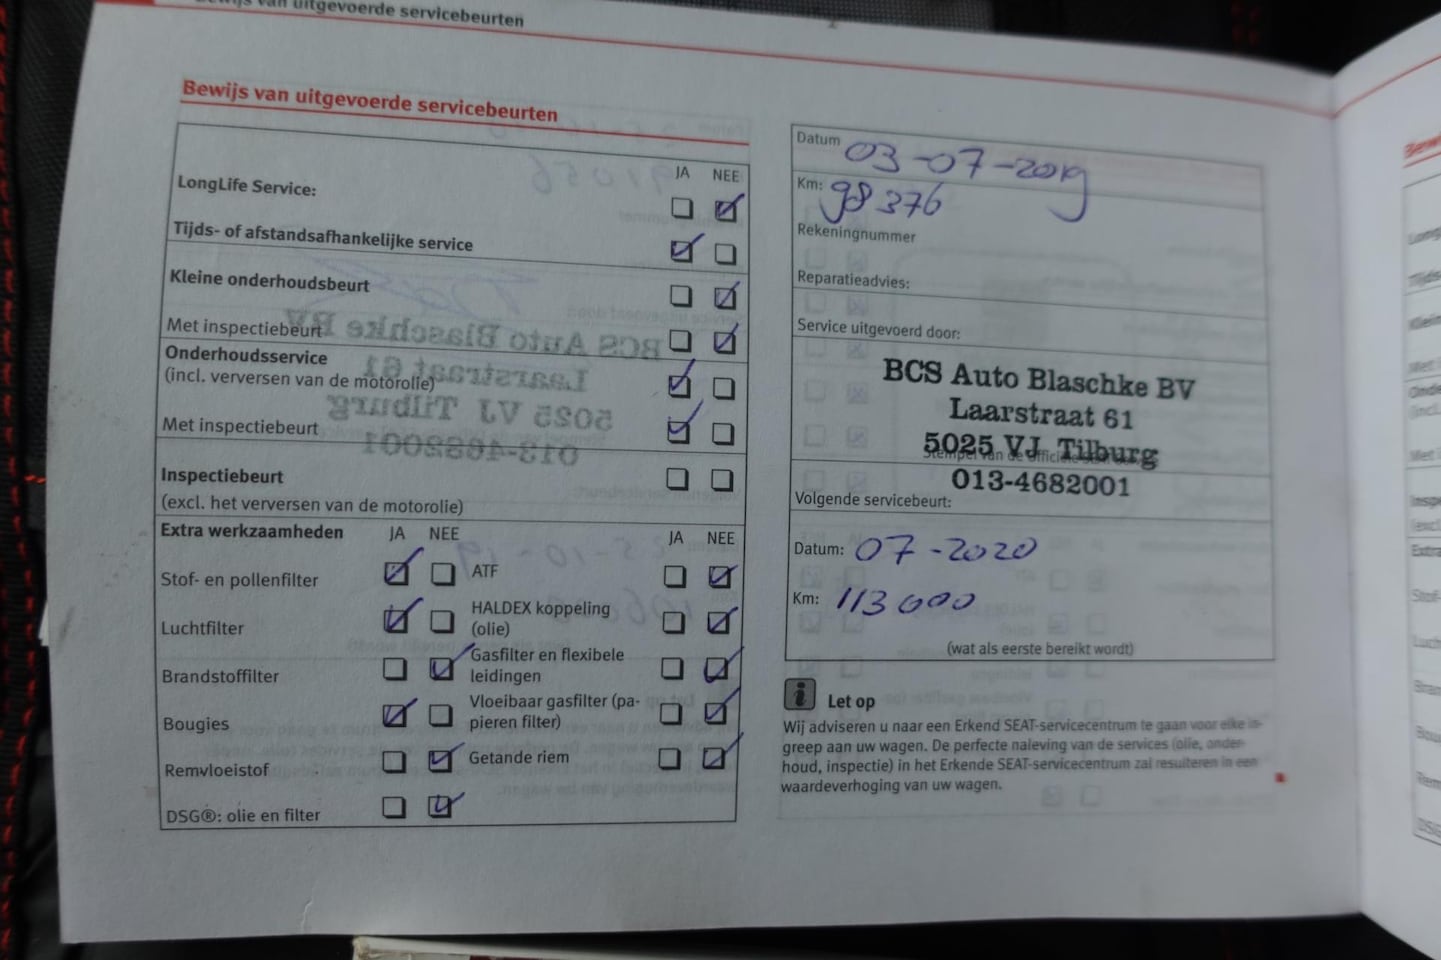 Bewijs van uitgevoerde servicebeurten
Bewijs van uitgevoerde servicebeurten
JA NEE
LongLife Service:
Tijds- of afstandsafhankelijke service
Kleine onderhoudsbeurt
Met inspectiebeurt
Onderhoudsservice
(incl. verversen van de motorolie)
Met inspectiebeurt
Inspectiebeurt
(excl. het verversen van de motorolie)
Extra werkzaamheden JA NEE JA NEE
Stof- en pollenfilter ATF
Luchtfilter HALDEX koppeling
(olie)
Brandstoffilter Gasfilter en flexibele
leidingen
Bougies Vloeibaar gasfilter (pa-
pieren filter)
Remvloeistof Getande riem
DSG®: olie en filter
Datum 03-07-2019
Km: 98 376
Rekeningnummer
Reparatieadvies:
Service uitgevoerd door:
BCS Auto Blaschke BV
Laarstraat 61
5025 VJ Tilburg
013-4682001
Volgende servicebeurt:
Datum: 07-2020
Km: 113 000
(wat als eerste bereikt wordt)
Let op
Wij adviseren u naar een Erkend SEAT-servicecentrum te gaan voor elke in-
greep aan uw wagen. De perfecte naleving van de services (olie, onder-
houd, inspectie) in het Erkende SEAT-servicecentrum zal resulteren in een
waardeverhoging van uw wagen.